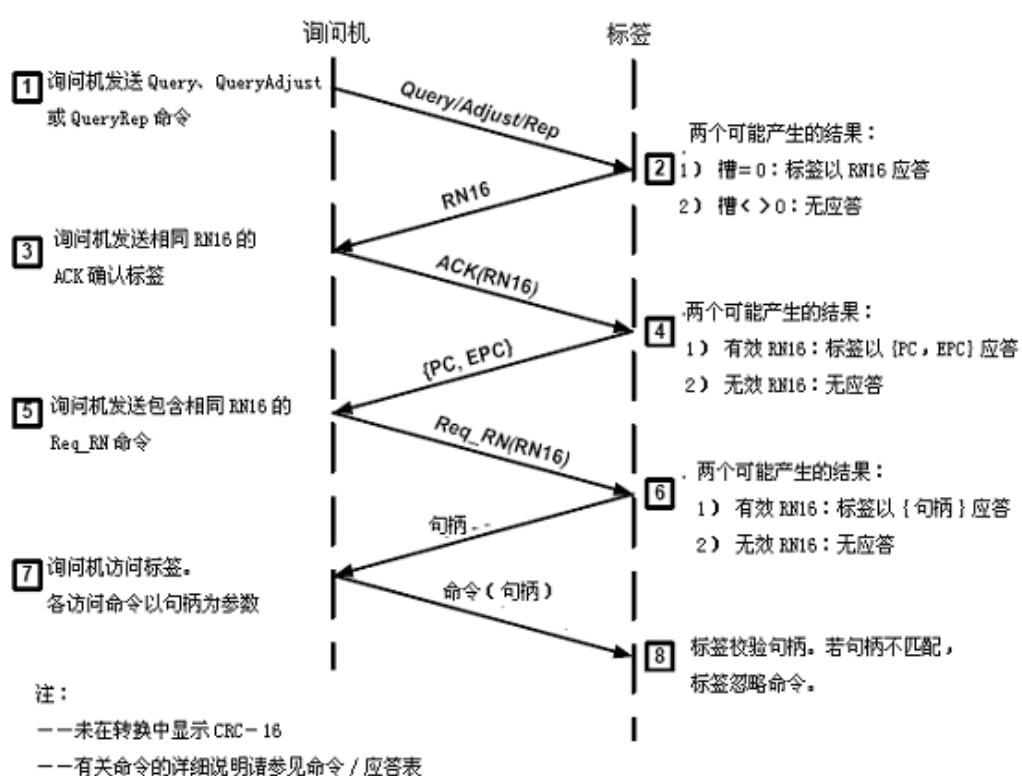 询问机
标签
1 询问机发送 Query、QueryAdjust
或 QueryRep 命令
Query/Adjust/Rep
两个可能产生的结果：
2 1） 槽＝0：标签以 RN16 应答
2） 槽＜＞0：无应答
RN16
3 询问机发送相同 RN16 的
ACK 确认标签
ACK(RN16)
两个可能产生的结果：
4 1） 有效 RN16：标签以 {PC，EPC} 应答
2） 无效 RN16：无应答
{PC, EPC}
5 询问机发送包含相同 RN16 的
Req_RN 命令
Req_RN(RN16)
两个可能产生的结果：
6 1） 有效 RN16：标签以 { 句柄 } 应答
2） 无效 RN16：无应答
句柄
7 询问机访问标签。
各访问命令以句柄为参数
命令（句柄）
8 标签校验句柄。若句柄不匹配，
标签忽略命令。
注：
－－未在转换中显示 CRC－16
－－有关命令的详细说明请参见命令／应答表